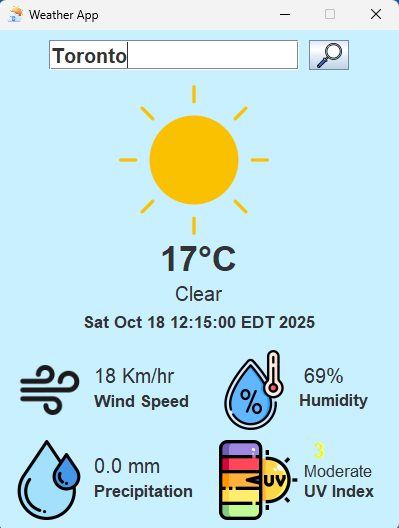 Weather App
Toronto
17°C
Clear
Sat Oct 18 12:15:00 EDT 2025
18 Km/hr
Wind Speed
%
69%
Humidity
0.0 mm
Precipitation
UV
3
Moderate
UV Index